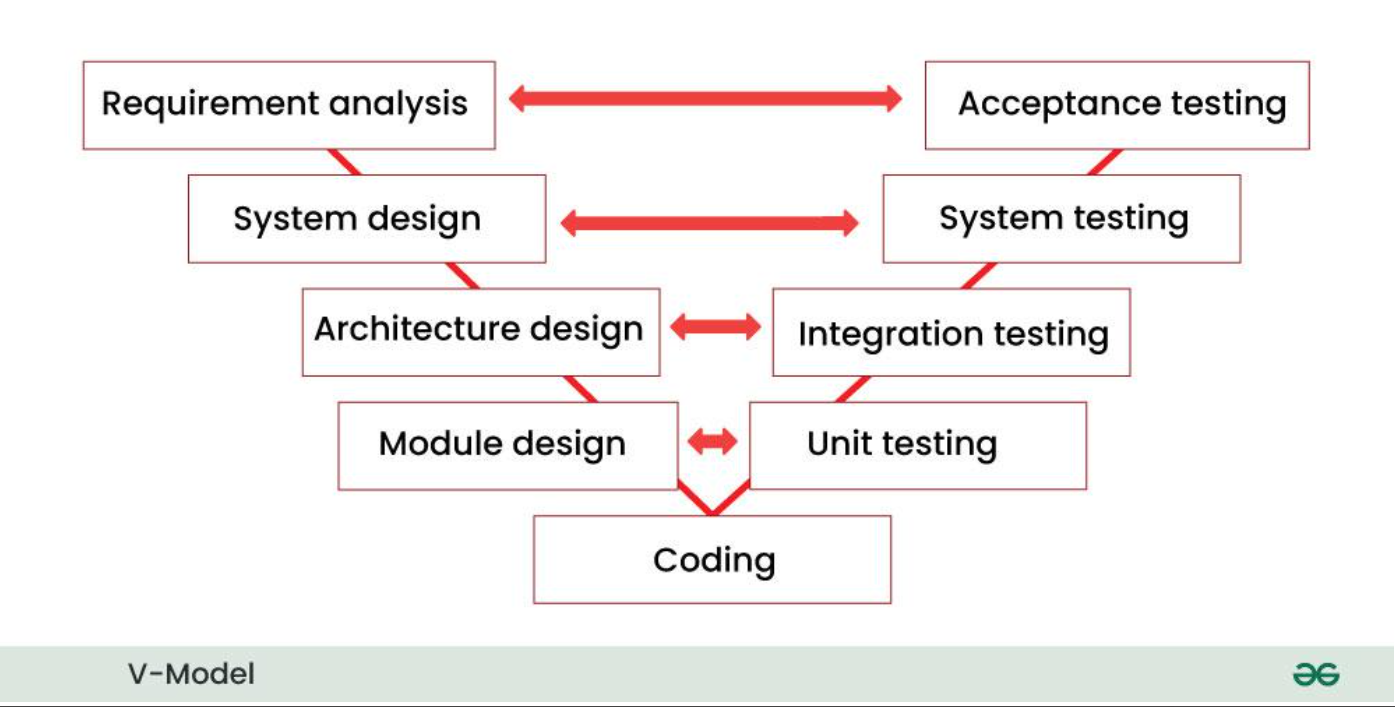 Requirement analysis
Acceptance testing
System design
System testing
Architecture design
Integration testing
Module design
Unit testing
Coding
V-Model